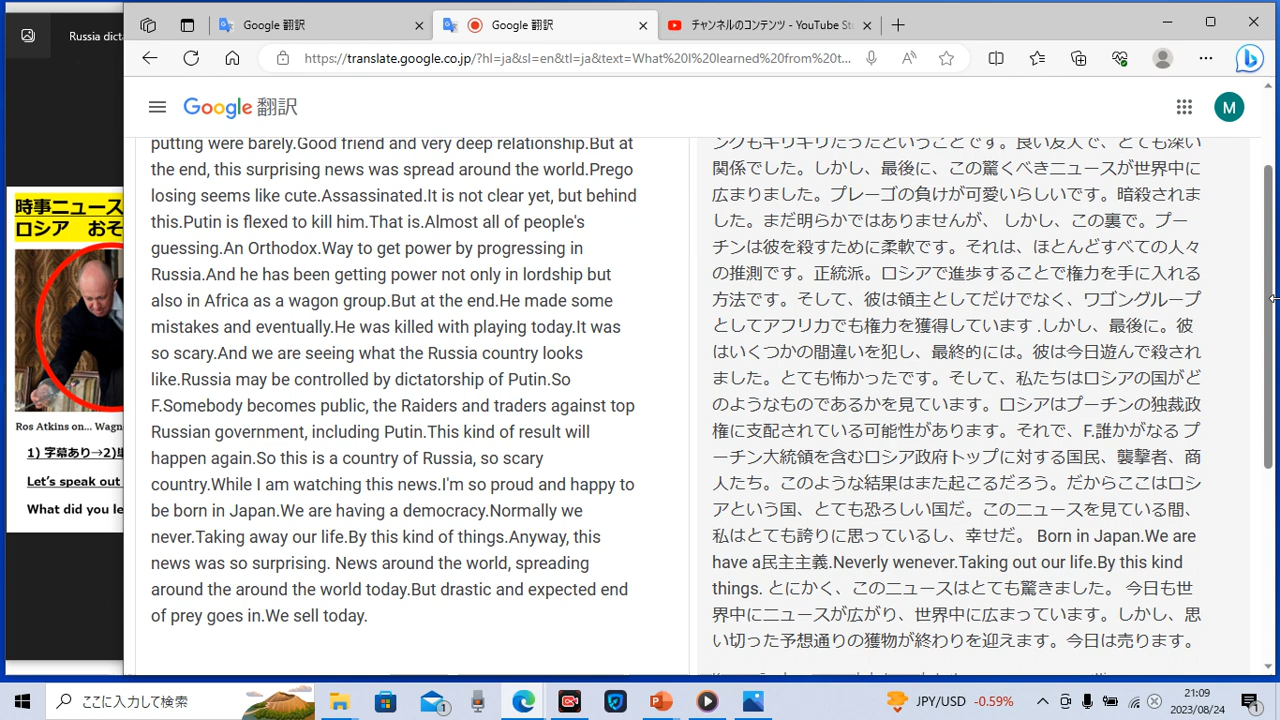 Russia dict
Google 翻訳
Google 翻訳
チャンネルのコンテンツ - YouTube St
https://translate.google.co.jp/?hl=ja&sl=en&tl=ja&text=What%20I%20learned%20from%20t...
Google 翻訳
M
putting were barely.Good friend and very deep relationship.But at
the end, this surprising news was spread around the world.Prego
losing seems like cute.Assassinated.It is no clear yet, but behind
this.Putin is flexed to kill him.That is.Almost all of people's
guessing.An Orthodox.Way to get power by progressing in
Russia.And he has been getting power not only in lordship but
also in Africa as a wagon group.But at the end.He made some
mistakes and eventually.He was killed with playing today.It was
so scary.And we are seeing what the Russia country looks
like.Russia may be controlled by dictatorship of Putin.So
F.Somebody becomes public, the Raiders and traders against top
Russian government, including Putin.This kind of result will
happen again.So this is a country of Russia, so scary
country.While I am watching this news.I'm so proud and happy to
be born in Japan.We are having a democracy.Normally we
never.Taking away our life.By this kind of things.Anyway, this
news was so surprising. News around the world, spreading
around the around the world today.But drastic and expected end
of prey goes in.We sell today.
ングもギリギリだったということです。良い友人で、とても深い
関係でした。しかし、最後に、この驚くべきニュースが世界中に
広まりました。プレーゴの負けが可愛いらしいです。暗殺されま
した。まだ明らかではありませんが、 しかし、この裏で。プー
チンは彼を殺すために柔軟です。それは、ほとんどすべての人々
の推測です。正統派。ロシアで進歩することで権力を手に入れる
方法です。そして、彼は領主としてだけでなく、ワゴングループ
としてアフリカでも権力を獲得しています .しかし、最後に。彼
はいくつかの間違いを犯し、最終的には。彼は今日遊んで殺され
ました。とても怖かったです。そして、私たちはロシアの国がど
のようなものであるかを見ています。ロシアはプーチンの独裁政
権に支配されている可能性があります。それで、F.誰かがなる プ
ーチン大統領を含むロシア政府トップに対する国民、襲撃者、商
人たち。このような結果はまた起こるだろう。だからここはロシ
アという国、とても恐ろしい国だ。このニュースを見ている間、
私はとても誇りに思っているし、幸せだ。 Born in Japan.We are
have a民主主義.Neverly wenever.Taking out our life.By this kind
things. とにかく、このニュースはとても驚きました。 今日も世
界中にニュースが広がり、世界中に広まっています。しかし、思
い切った予想通りの獲物が終わりを迎えます。今日は売ります。
時事ニュース
ロシア おそ
Ros Atkins on... Wagn
1) 字幕あり→2)
Let's speak out
What did you le
ここに入力して検索
JPY/USD -0.59%
21:09
2023/08/24